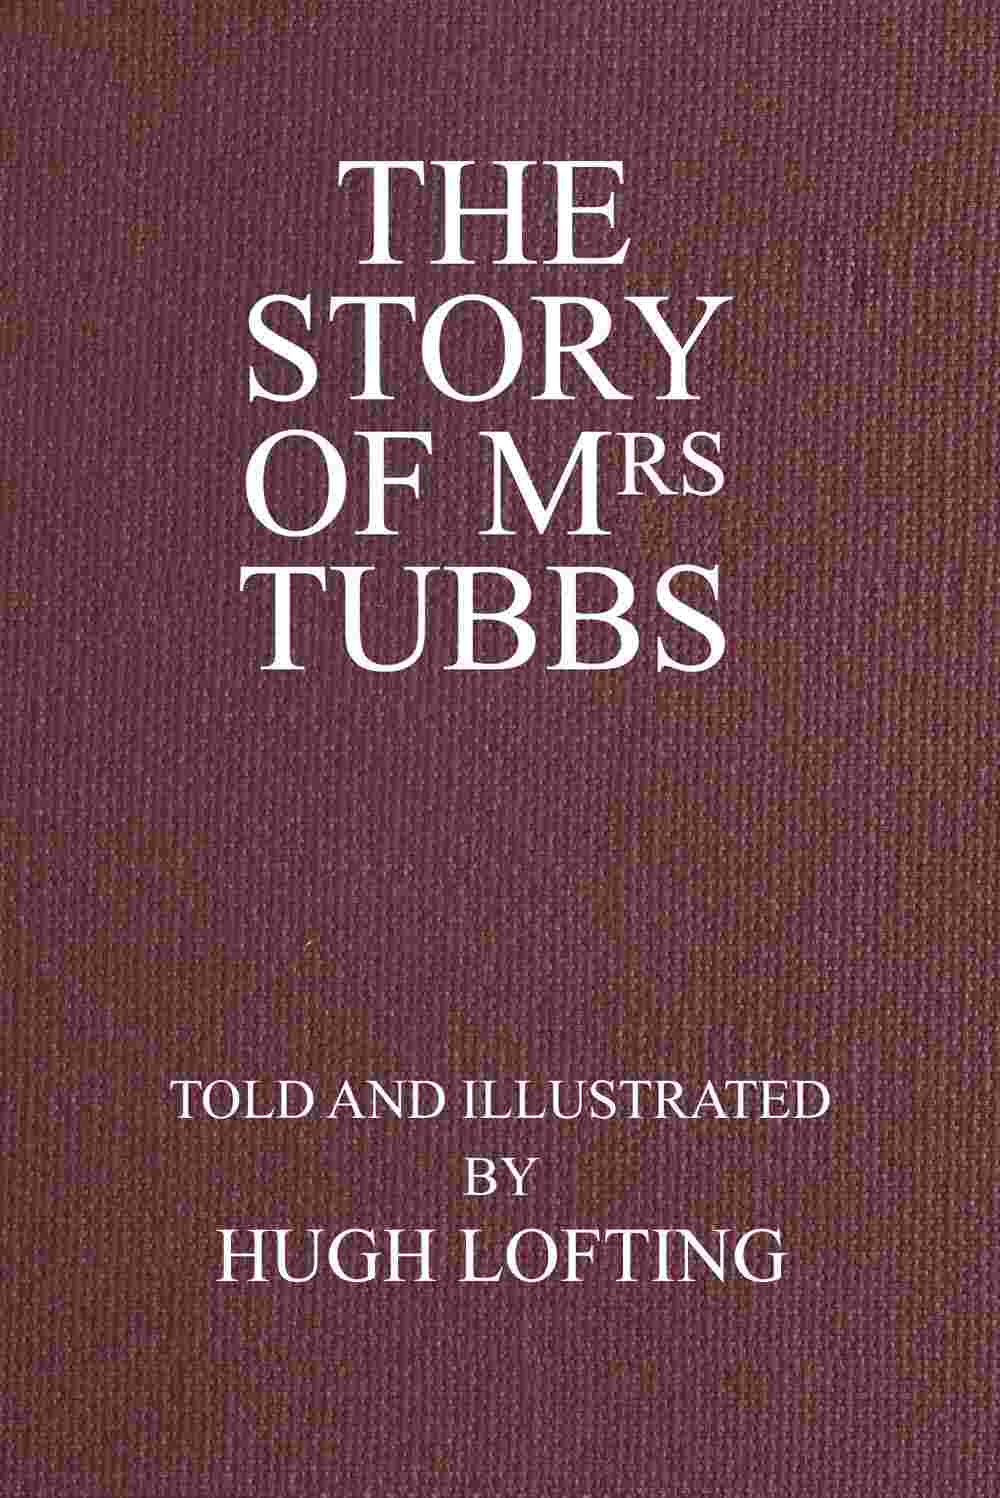 THE
STORY
OF MRS
TUBBS
TOLD AND ILLUSTRATED
BY
HUGH LOFTING